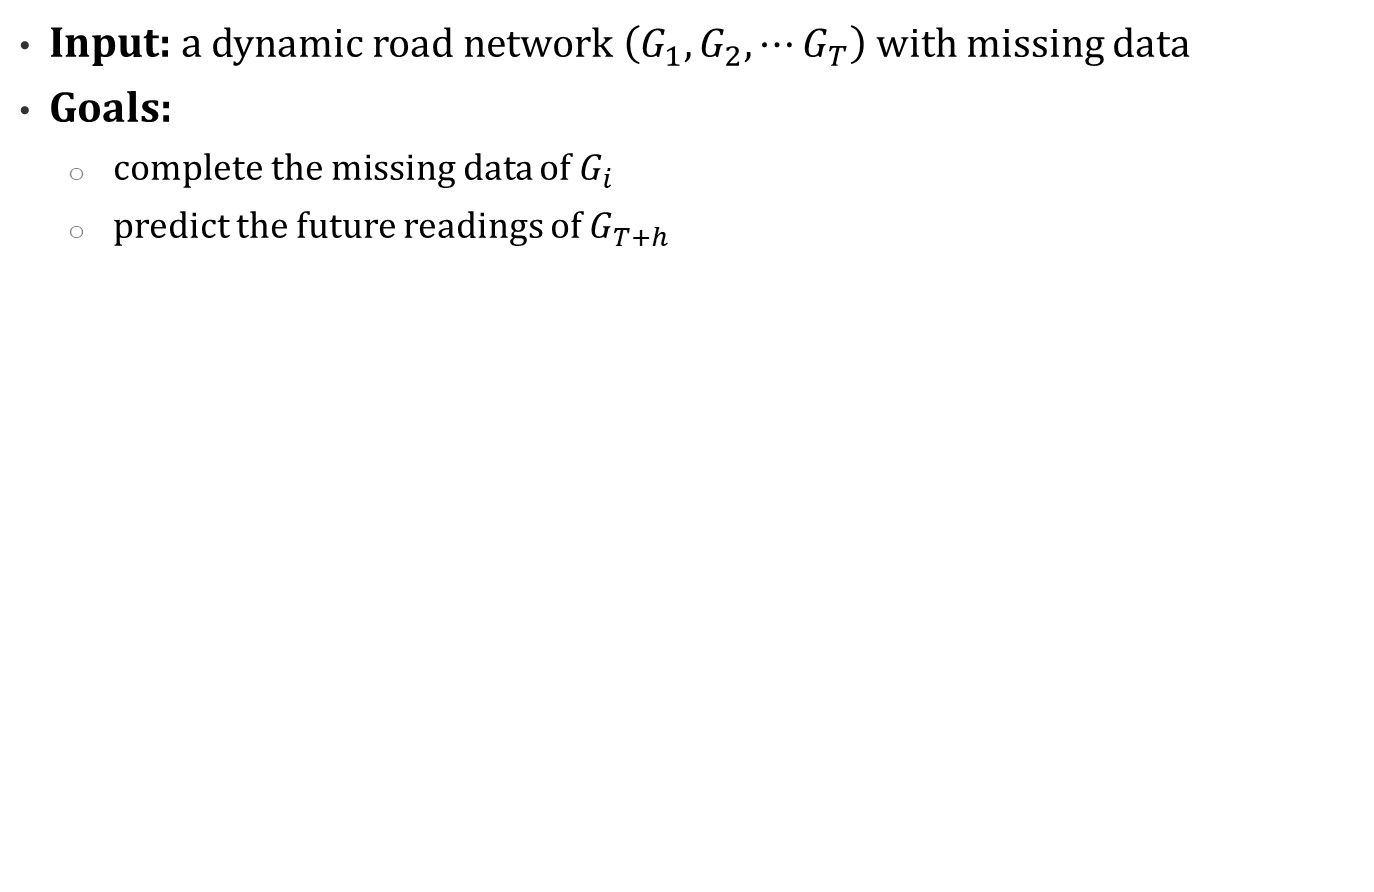 • Input: a dynamic road network (G₁, G₂, ⋯ G_T) with missing data
• Goals:
○ complete the missing data of Gᵢ
○ predict the future readings of G_{T+h}